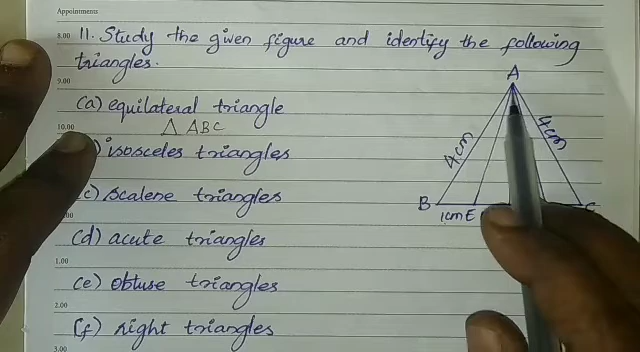 Appointments
8.00 11. Study the given figure and identify the following
triangles.
9.00
(a) equilateral triangle
△ ABC
10.00
) isosceles triangles
(c) scalene triangles
.00
(d) acute triangles
1.00
(e) obtuse triangles
2.00
(f) right triangles
3.00
A
4cm
4cm
B
C
1cm E